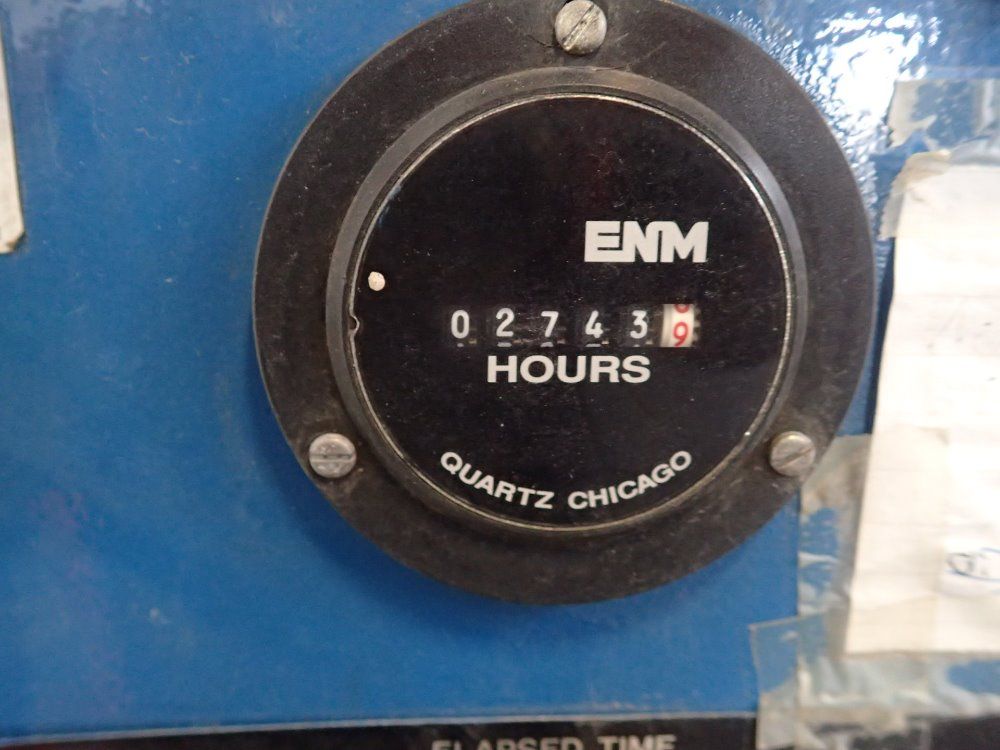 ENM
027439
HOURS
QUARTZ CHICAGO
ELAPSED TIME